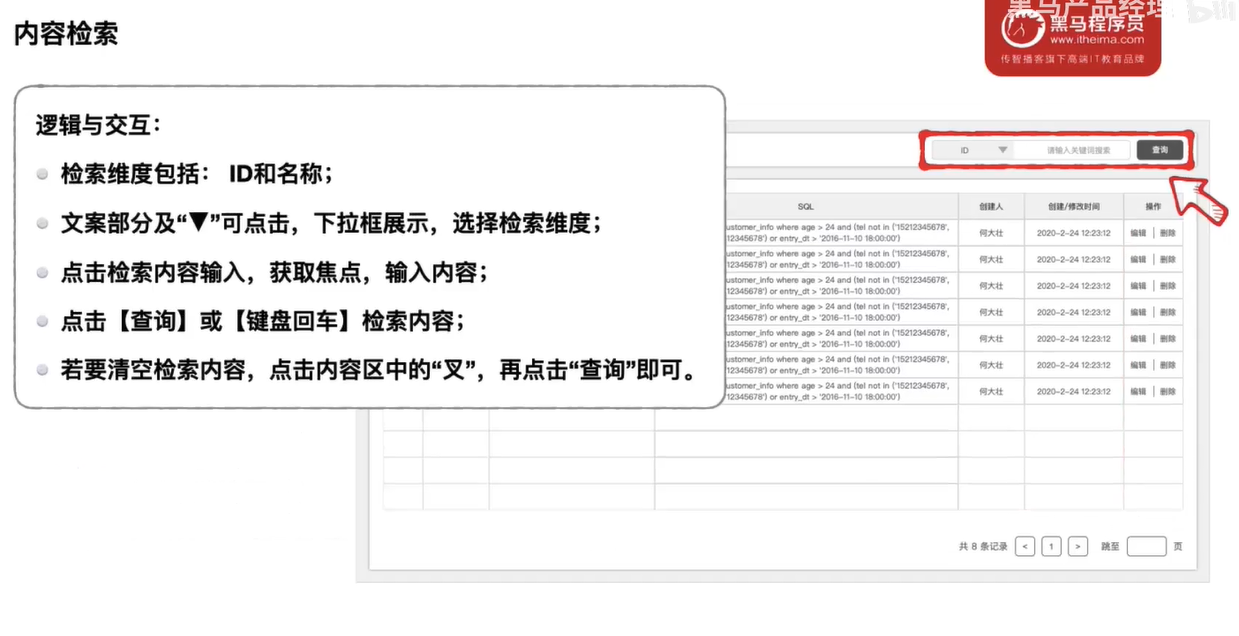 内容检索
黑马产品经理
黑马程序员
www.itheima.com
传智播客旗下高端IT教育品牌
逻辑与交互：
检索维度包括： ID和名称；
文案部分及“▼”可点击，下拉框展示，选择检索维度；
点击检索内容输入，获取焦点，输入内容；
点击【查询】或【键盘回车】检索内容；
若要清空检索内容，点击内容区中的“叉”，再点击“查询”即可。
ID ▼ 请输入关键词搜索 查询
SQL 创建人 创建/修改时间 操作
ustomer_info where age > 24 and (tel not in ('15212345678',
12345678') or entry_dt > '2016-11-10 18:00:00') 何大壮 2020-2-24 12:23:12 编辑 | 删除
ustomer_info where age > 24 and (tel not in ('15212345678',
12345678') or entry_dt > '2016-11-10 18:00:00') 何大壮 2020-2-24 12:23:12 编辑 | 删除
ustomer_info where age > 24 and (tel not in ('15212345678',
12345678') or entry_dt > '2016-11-10 18:00:00') 何大壮 2020-2-24 12:23:12 编辑 | 删除
ustomer_info where age > 24 and (tel not in ('15212345678',
12345678') or entry_dt > '2016-11-10 18:00:00') 何大壮 2020-2-24 12:23:12 编辑 | 删除
ustomer_info where age > 24 and (tel not in ('15212345678',
12345678') or entry_dt > '2016-11-10 18:00:00') 何大壮 2020-2-24 12:23:12 编辑 | 删除
ustomer_info where age > 24 and (tel not in ('15212345678',
12345678') or entry_dt > '2016-11-10 18:00:00') 何大壮 2020-2-24 12:23:12 编辑 | 删除
ustomer_info where age > 24 and (tel not in ('15212345678',
12345678') or entry_dt > '2016-11-10 18:00:00') 何大壮 2020-2-24 12:23:12 编辑 | 删除
共 8 条记录 < 1 > 跳至 页